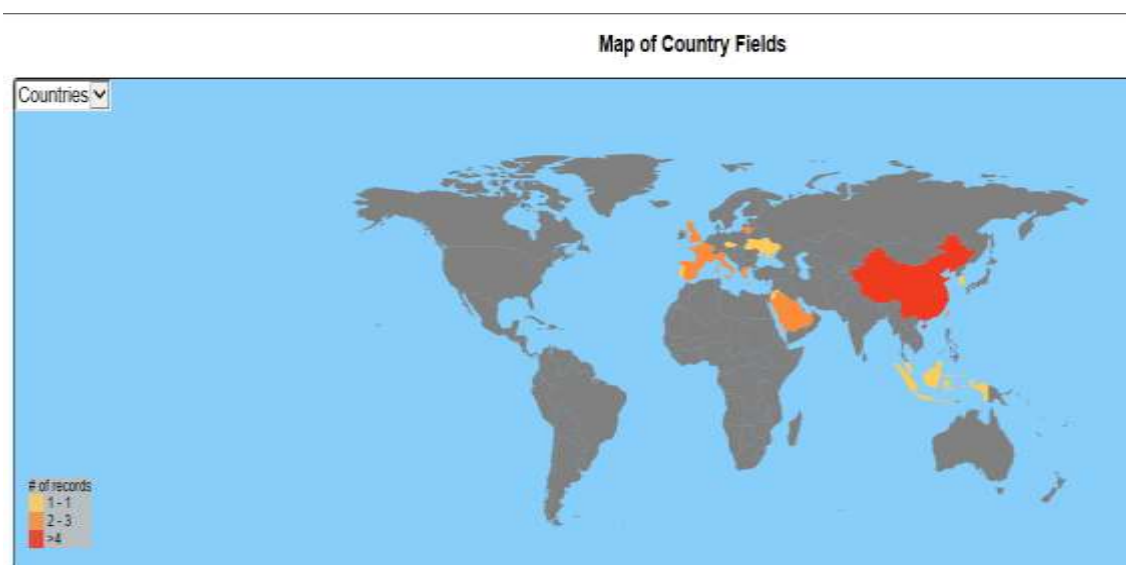 Map of Country Fields
Countries
# of records
1 - 1
2 - 3
>4